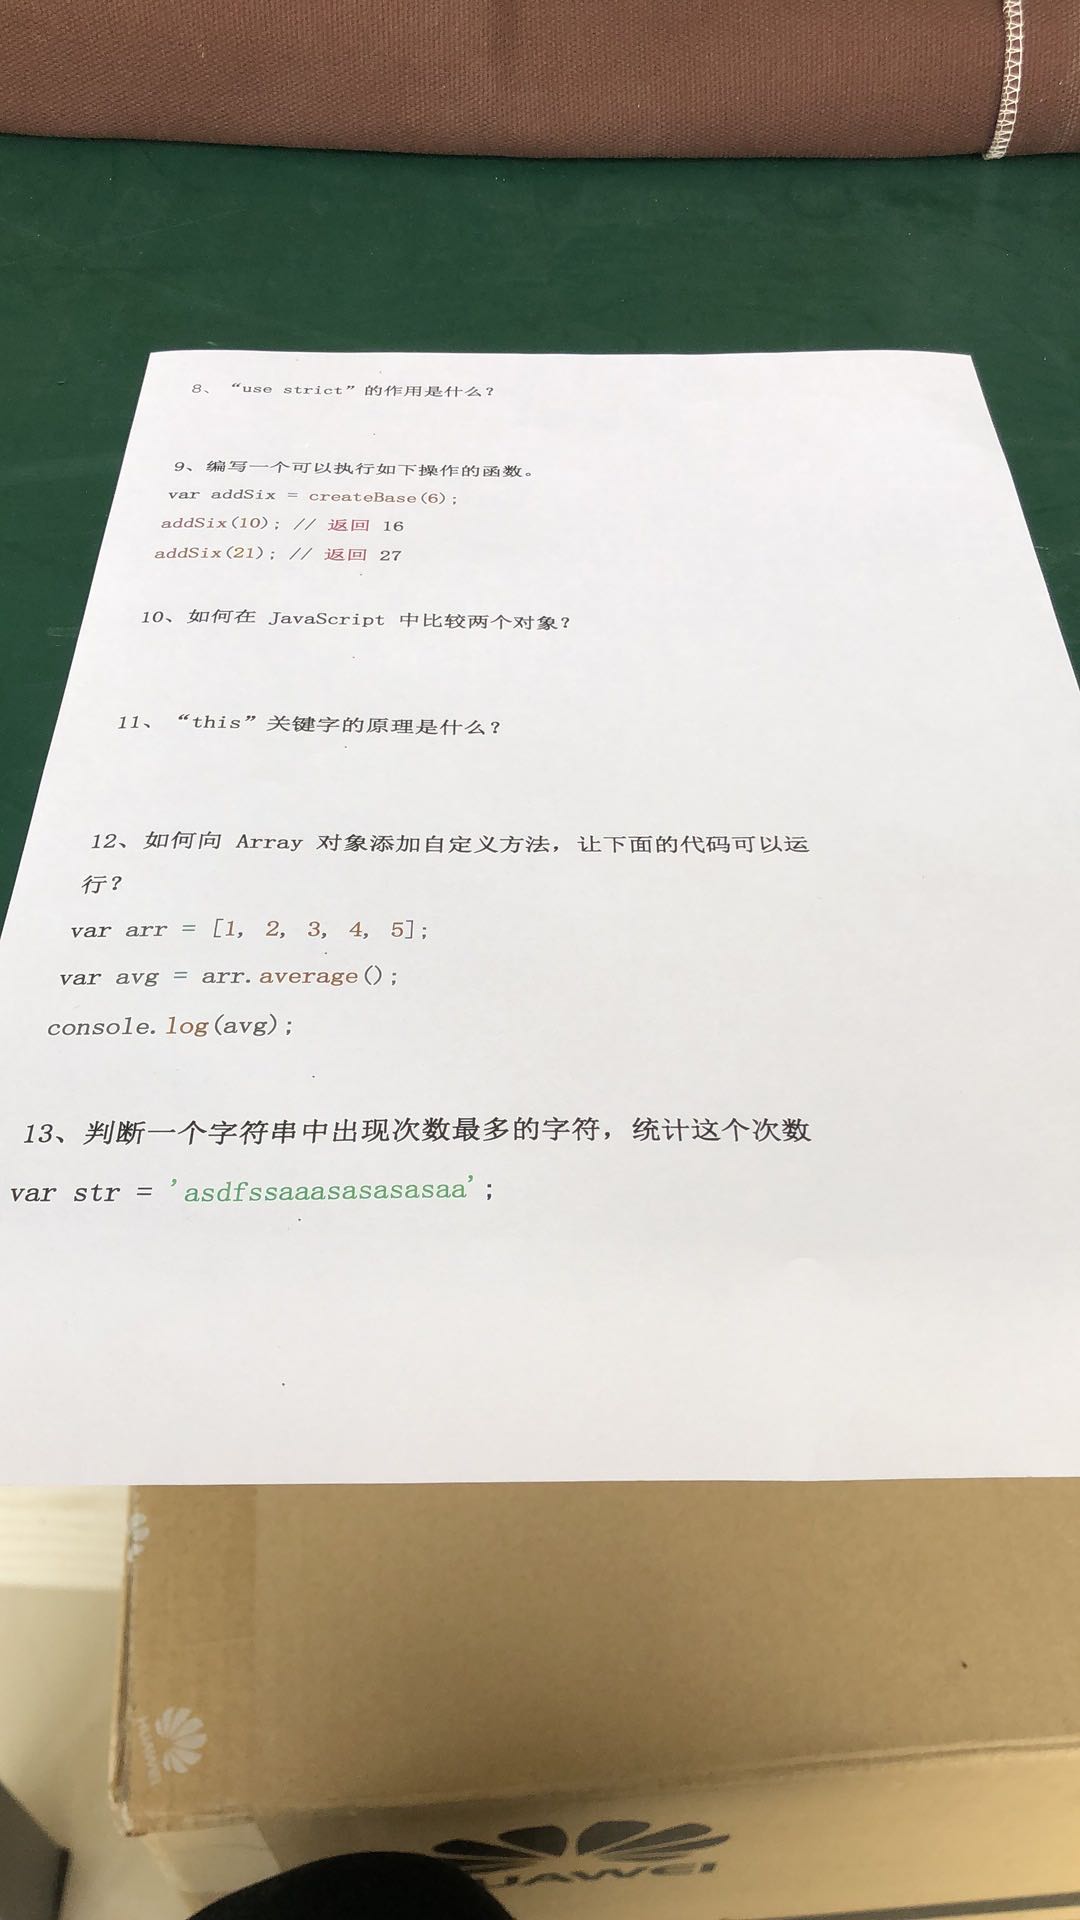 8、“use strict”的作用是什么？
9、编写一个可以执行如下操作的函数。
var addSix = createBase(6);
addSix(10); // 返回 16
addSix(21); // 返回 27
10、如何在 JavaScript 中比较两个对象？
11、“this”关键字的原理是什么？
12、如何向 Array 对象添加自定义方法，让下面的代码可以运
行？
var arr = [1, 2, 3, 4, 5];
var avg = arr.average();
console.log(avg);
13、判断一个字符串中出现次数最多的字符，统计这个次数
var str = 'asdfssaaasasasasaa';
HUAWEI
HUAWEI